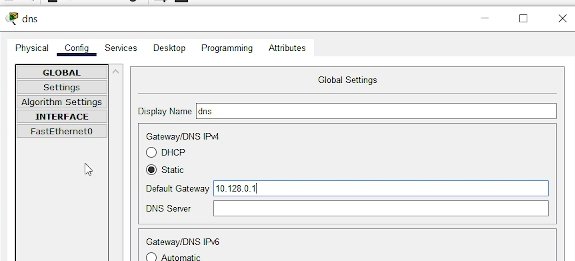 dns
Physical Config Services Desktop Programming Attributes
GLOBAL
Settings
Algorithm Settings
INTERFACE
FastEthernet0
Global Settings
Display Name dns
Gateway/DNS IPv4
DHCP
Static
Default Gateway 10.128.0.1
DNS Server
Gateway/DNS IPv6
Automatic